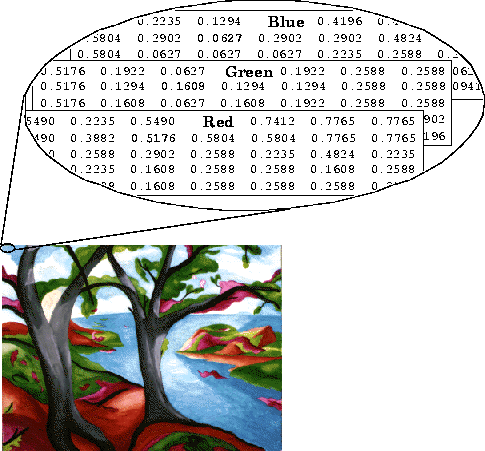 0.2235 0.1294 Blue 0.4196
.5804 0.2902 0.0627 0.2902 0.2902 0.4824
0.5804 0.0627 0.0627 0.0627 0.2235 0.2588
0.5176 0.1922 0.0627 Green 0.1922 0.2588 0.2588
0.5176 0.1294 0.1608 0.1294 0.1294 0.2588 0.2588 0941
0.5176 0.1608 0.0627 0.1608 0.1922 0.2588 0.2588
5490 0.2235 0.5490 Red 0.7412 0.7765 0.7765 902
490 0.3882 0.5176 0.5804 0.5804 0.7765 0.7765 196
0.2588 0.2902 0.2588 0.2235 0.4824 0.2235
0.2235 0.1608 0.2588 0.2588 0.1608 0.2588
0.1608 0.2588 0.2588 0.2588